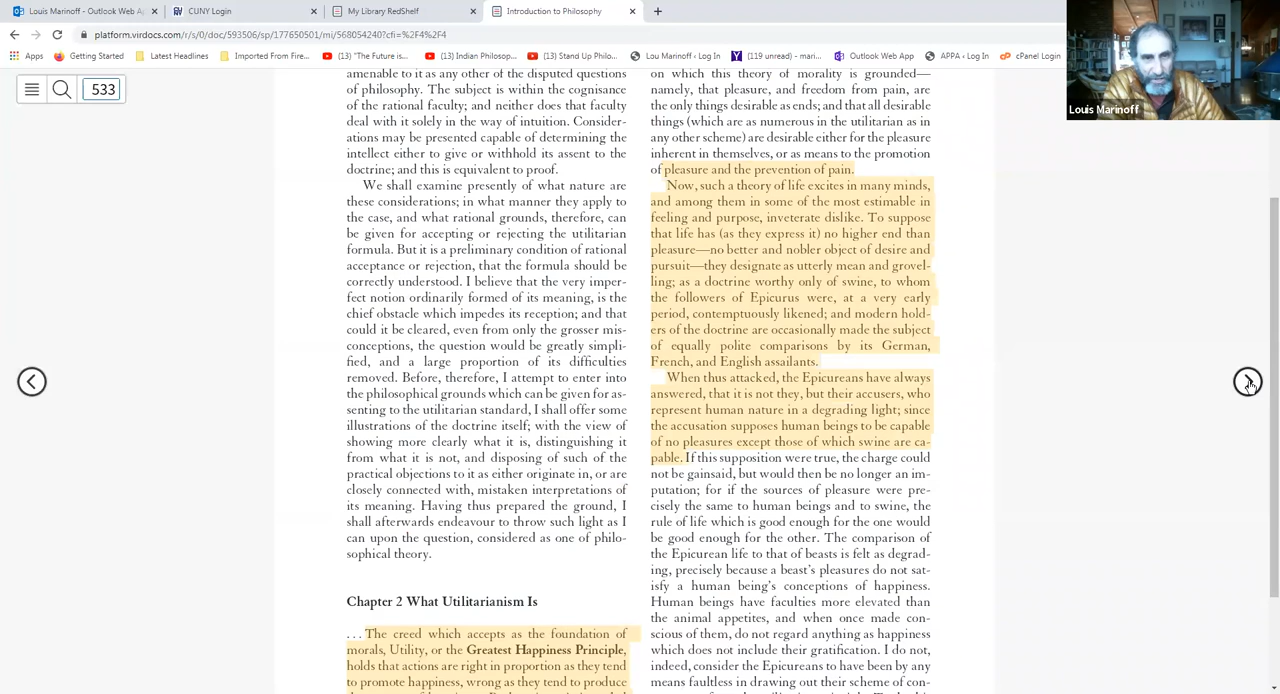 Louis Marinoff - Outlook Web A
CUNY Login
My Library RedShelf
Introduction to Philosophy
platform.virdocs.com/r/s/0/doc/593506/sp/177650501/mi/568054240?cfi=%2F4%2F4
Apps
Getting Started
Latest Headlines
Imported From Fire...
(13) "The Future is...
(13) Indian Philosop...
(13) Stand Up Philo...
Lou Marinoff ‹ Log In
[119 unread] - mari...
Outlook Web App
APPA ‹ Log In
cPanel Login
Louis Marinoff
533
amenable to it as any other of the disputed questions
of philosophy. The subject is within the cognisance
of the rational faculty; and neither does that faculty
deal with it solely in the way of intuition. Consider-
ations may be presented capable of determining the
intellect either to give or withhold its assent to the
doctrine; and this is equivalent to proof.
We shall examine presently of what nature are
these considerations; in what manner they apply to
the case, and what rational grounds, therefore, can
be given for accepting or rejecting the utilitarian
formula. But it is a preliminary condition of rational
acceptance or rejection, that the formula should be
correctly understood. I believe that the very imper-
fect notion ordinarily formed of its meaning, is the
chief obstacle which impedes its reception; and that
could it be cleared, even from only the grosser mis-
conceptions, the question would be greatly simpli-
fied, and a large proportion of its difficulties
removed. Before, therefore, I attempt to enter into
the philosophical grounds which can be given for as-
senting to the utilitarian standard, I shall offer some
illustrations of the doctrine itself; with the view of
showing more clearly what it is, distinguishing it
from what it is not, and disposing of such of the
practical objections to it as either originate in, or are
closely connected with, mistaken interpretations of
its meaning. Having thus prepared the ground, I
shall afterwards endeavour to throw such light as I
can upon the question, considered as one of philo-
sophical theory.
Chapter 2 What Utilitarianism Is
. . . The creed which accepts as the foundation of
morals, Utility, or the Greatest Happiness Principle,
holds that actions are right in proportion as they tend
to promote happiness, wrong as they tend to produce
on which this theory of morality is grounded—
namely, that pleasure, and freedom from pain, are
the only things desirable as ends; and that all desirable
things (which are as numerous in the utilitarian as in
any other scheme) are desirable either for the pleasure
inherent in themselves, or as means to the promotion
of pleasure and the prevention of pain.
Now, such a theory of life excites in many minds,
and among them in some of the most estimable in
feeling and purpose, inveterate dislike. To suppose
that life has (as they express it) no higher end than
pleasure—no better and nobler object of desire and
pursuit—they designate as utterly mean and grovel-
ling; as a doctrine worthy only of swine, to whom
the followers of Epicurus were, at a very early
period, contemptuously likened; and modern hold-
ers of the doctrine are occasionally made the subject
of equally polite comparisons by its German,
French, and English assailants.
When thus attacked, the Epicureans have always
answered, that it is not they, but their accusers, who
represent human nature in a degrading light; since
the accusation supposes human beings to be capable
of no pleasures except those of which swine are ca-
pable. If this supposition were true, the charge could
not be gainsaid, but would then be no longer an im-
putation; for if the sources of pleasure were pre-
cisely the same to human beings and to swine, the
rule of life which is good enough for the one would
be good enough for the other. The comparison of
the Epicurean life to that of beasts is felt as degrad-
ing, precisely because a beast's pleasures do not sat-
isfy a human being's conceptions of happiness.
Human beings have faculties more elevated than
the animal appetites, and when once made con-
scious of them, do not regard anything as happiness
which does not include their gratification. I do not,
indeed, consider the Epicureans to have been by any
means faultless in drawing out their scheme of con-